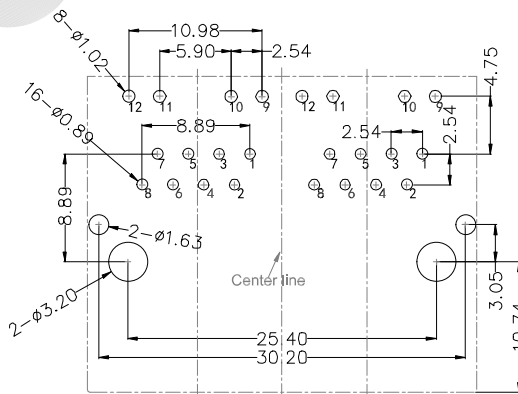 10.98
5.90 2.54
8-ø1.02
12 11 10 9 12 11 10 9
4.75
16-ø0.89
8.89
2.54
2.54
7 5 3 1 7 5 3 1
8 6 4 2 8 6 4 2
8.89
2-ø1.63
2-ø3.20
Center line
3.05
25.40
30.20